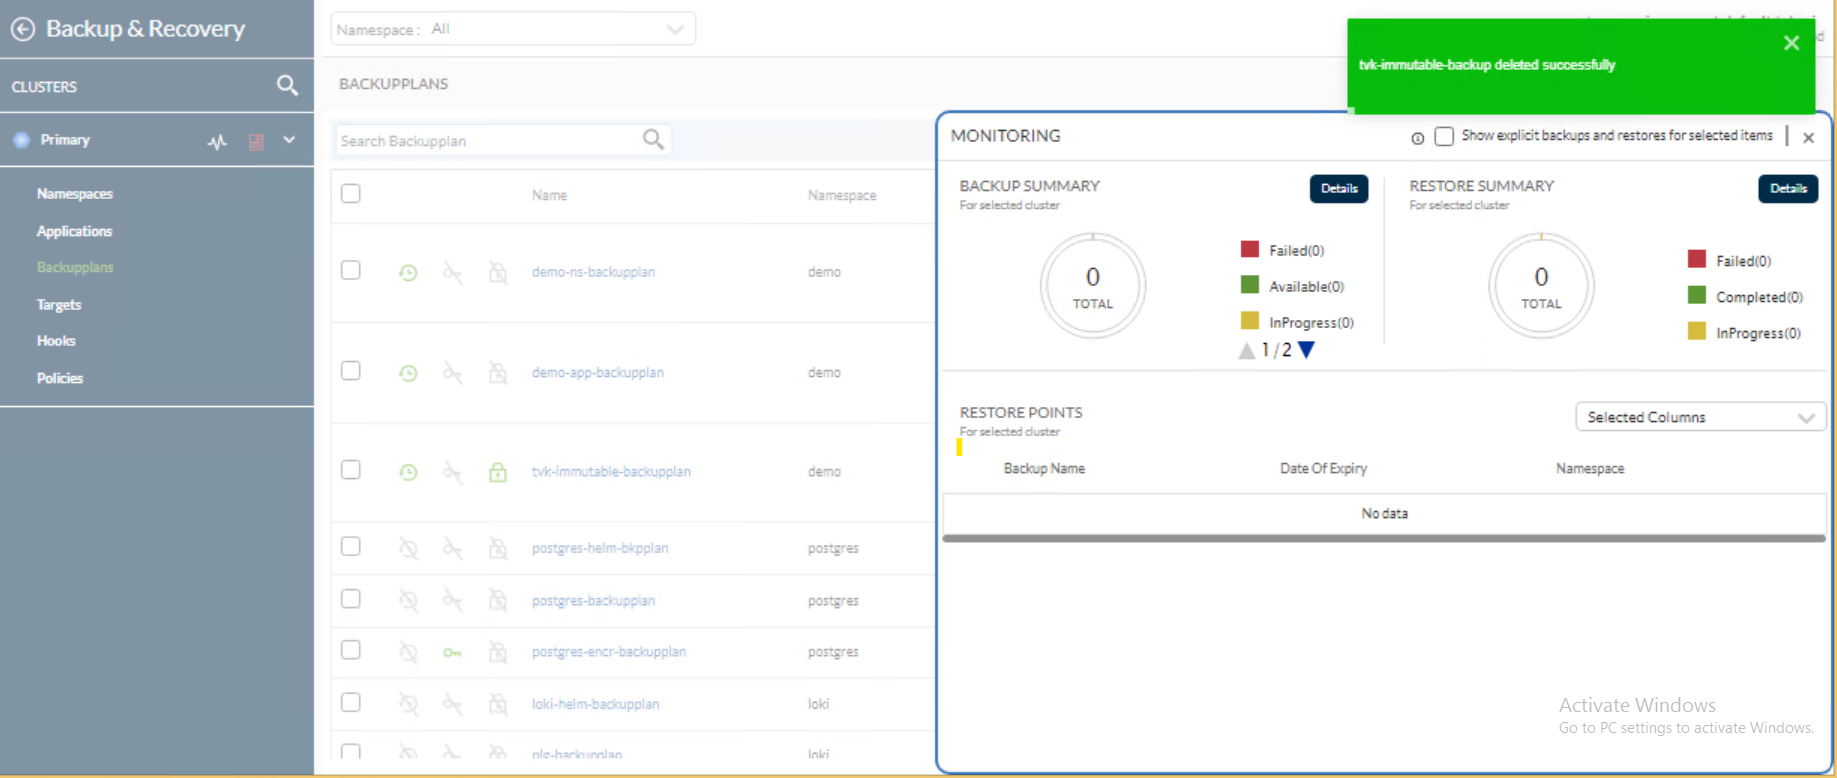 Backup & Recovery
CLUSTERS
Primary
Namespaces
Applications
Backupplans
Targets
Hooks
Policies
Namespace : All
BACKUPPLANS
Search Backupplan
Name Namespace
demo-ns-backupplan demo
demo-app-backupplan demo
tvk-immutable-backupplan demo
postgres-helm-bkpplan postgres
postgres-backupplan postgres
postgres-encr-backupplan postgres
loki-helm-backupplan loki
plg-backupplan loki
tvk-immutable-backup deleted successfully
MONITORING
Show explicit backups and restores for selected items
BACKUP SUMMARY
For selected cluster
Details
0
TOTAL
Failed(0)
Available(0)
InProgress(0)
1 / 2
RESTORE SUMMARY
For selected cluster
Details
0
TOTAL
Failed(0)
Completed(0)
InProgress(0)
RESTORE POINTS
For selected cluster
Selected Columns
Backup Name Date Of Expiry Namespace
No data
Activate Windows
Go to PC settings to activate Windows.